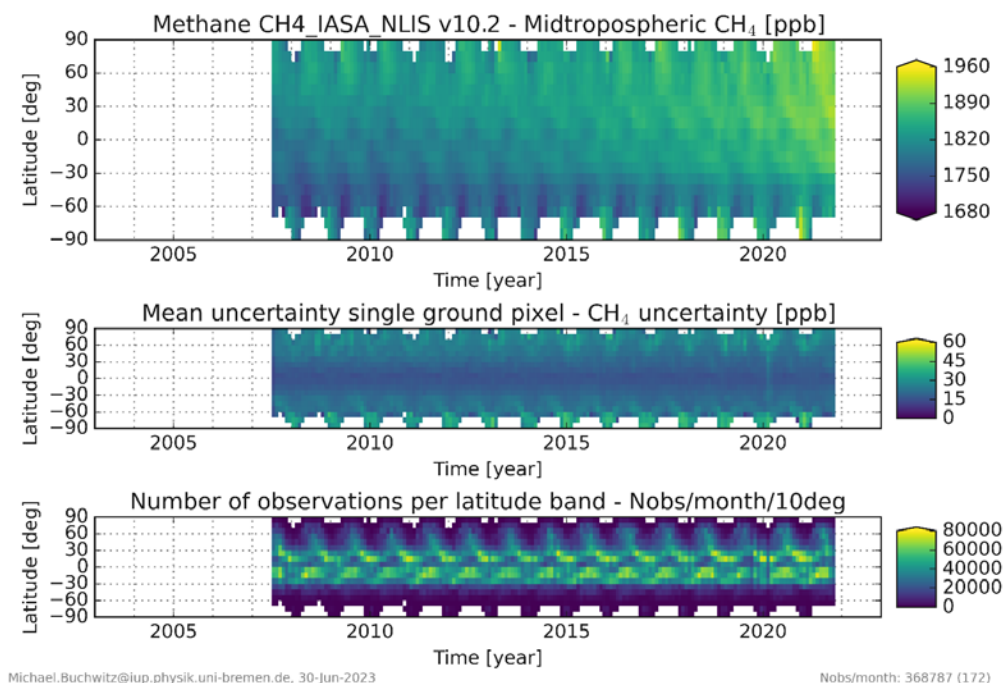 Methane CH4_IASA_NLIS v10.2 - Midtropospheric CH₄ [ppb]
90
60
30
0
−30
−60
−90
Latitude [deg]
2005 2010 2015 2020
Time [year]
1960
1890
1820
1750
1680
Mean uncertainty single ground pixel - CH₄ uncertainty [ppb]
90
60
30
0
−30
−60
−90
Latitude [deg]
2005 2010 2015 2020
Time [year]
60
45
30
15
0
Number of observations per latitude band - Nobs/month/10deg
90
60
30
0
−30
−60
−90
Latitude [deg]
2005 2010 2015 2020
Time [year]
80000
60000
40000
20000
0
Michael.Buchwitz@iup.physik.uni-bremen.de, 30-Jun-2023
Nobs/month: 368787 (172)